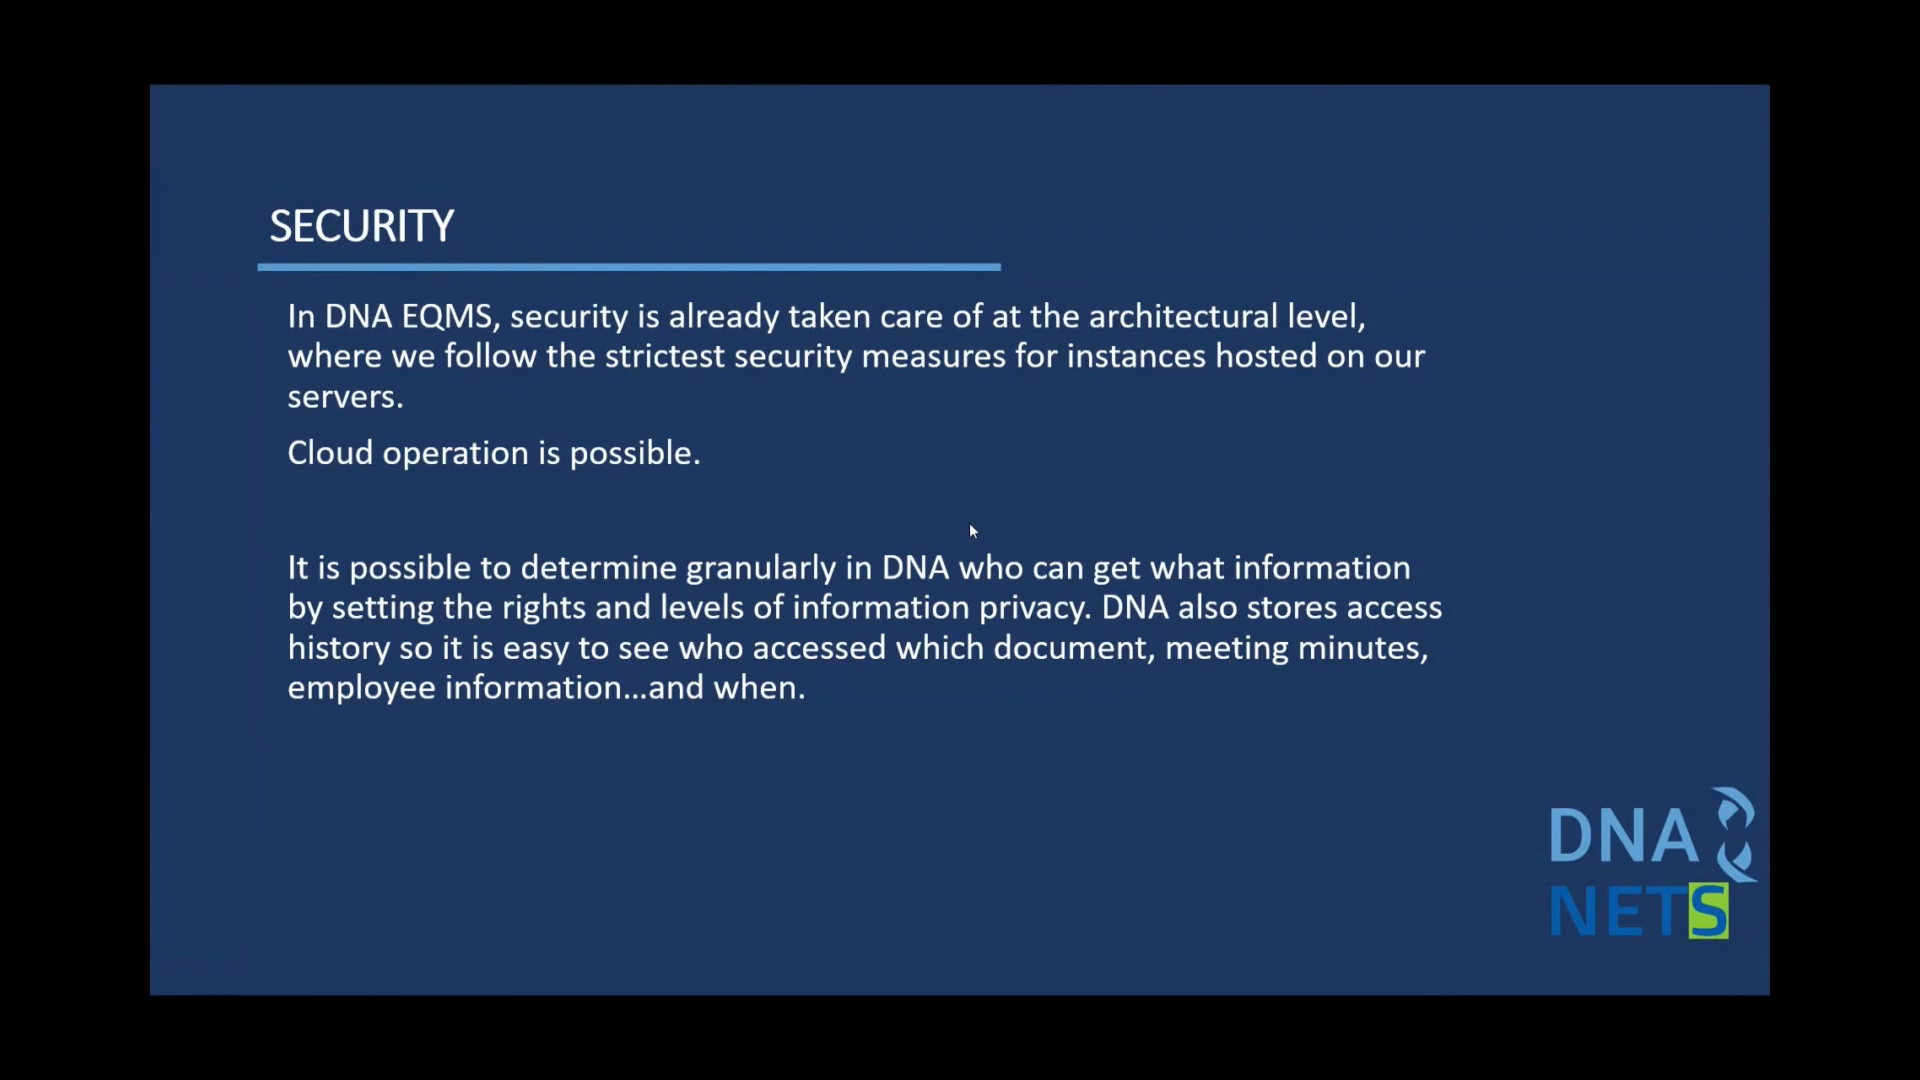 SECURITY
In DNA EQMS, security is already taken care of at the architectural level,
where we follow the strictest security measures for instances hosted on our
servers.
Cloud operation is possible.
It is possible to determine granularly in DNA who can get what information
by setting the rights and levels of information privacy. DNA also stores access
history so it is easy to see who accessed which document, meeting minutes,
employee information...and when.
DNA
NETS